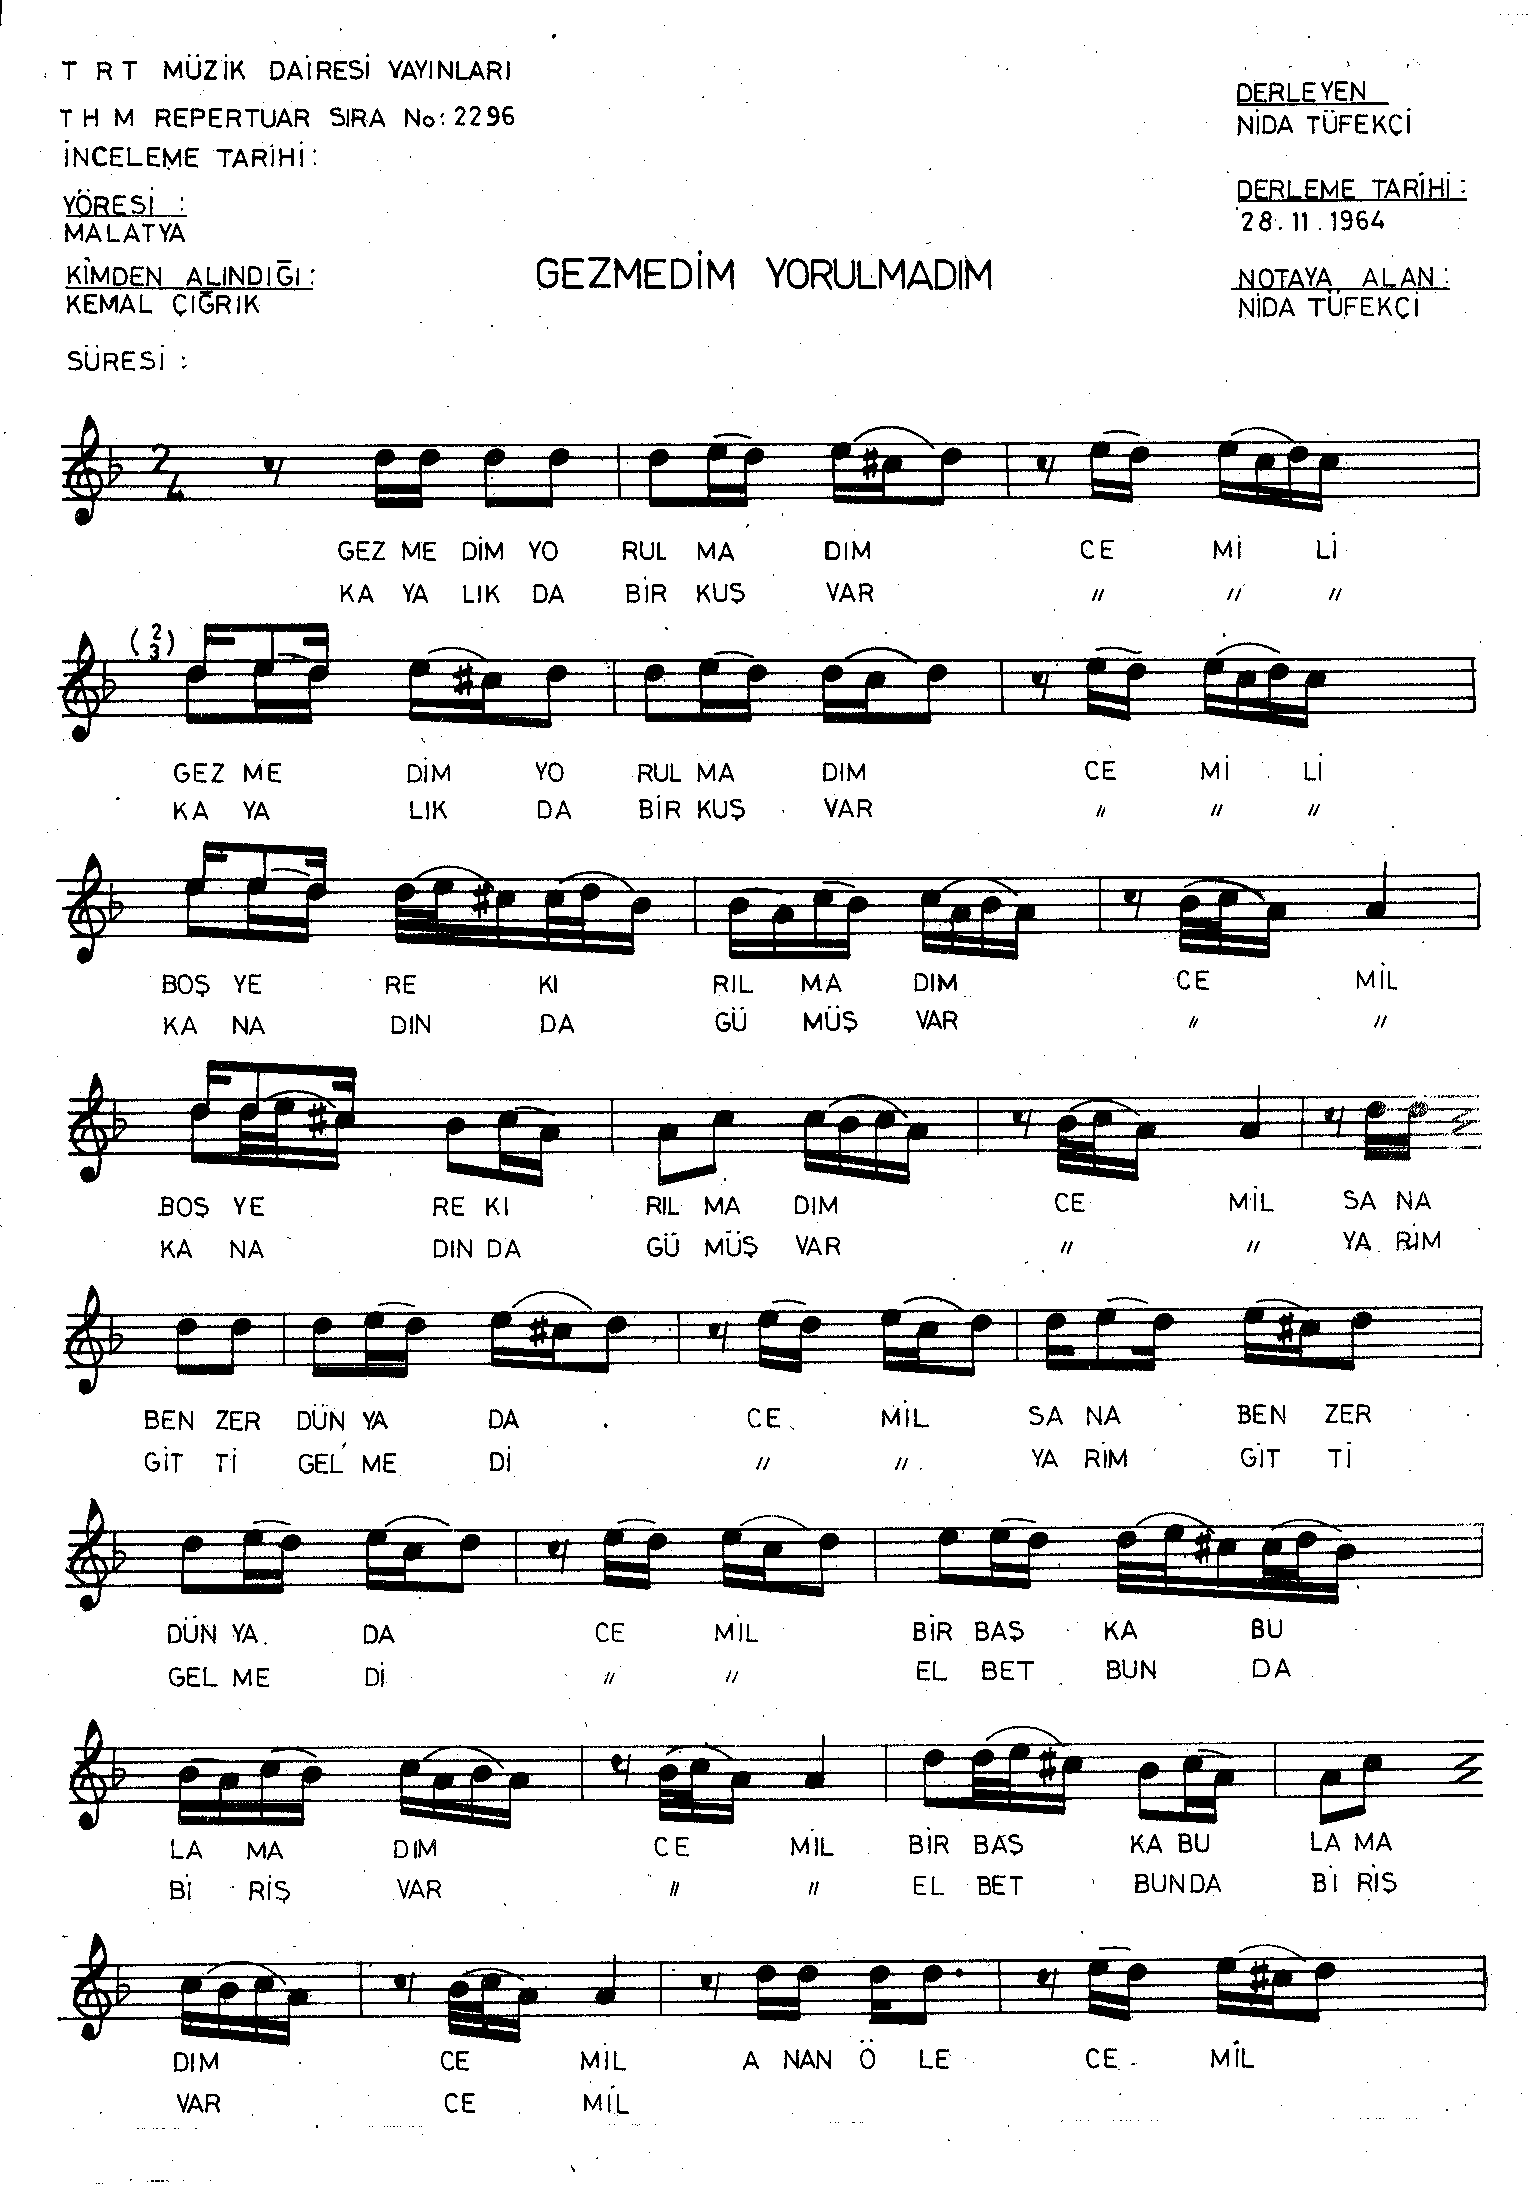 T R T MÜZİK DAİRESİ YAYINLARI
T H M REPERTUAR SIRA No: 2296
İNCELEME TARİHİ:
YÖRESİ :
MALATYA
KİMDEN ALINDIĞI :
KEMAL ÇIĞRIK
SÜRESİ :
GEZMEDİM YORULMADIM
DERLEYEN
NİDA TÜFEKÇİ
DERLEME TARİHİ :
28.11.1964
NOTAYA ALAN :
NİDA TÜFEKÇİ
2
4
GEZ ME DİM YO RUL MA DIM CE Mİ Lİ
KA YA LIK DA BİR KUŞ VAR " " "
( 2 3 )
GEZ ME DİM YO RUL MA DIM CE Mİ Lİ
KA YA LIK DA BİR KUŞ VAR " " "
BOŞ YE RE KI RIL MA DIM CE MİL
KA NA DIN DA GÜ MÜŞ VAR " "
BOŞ YE RE KI RIL MA DIM CE MİL SA NA
KA NA DIN DA GÜ MÜŞ VAR " " YA RİM
BEN ZER DÜN YA DA CE MİL SA NA BEN ZER
GİT Tİ GEL ME Dİ " " YA RİM GİT Tİ
DÜN YA DA CE MİL BİR BAŞ KA BU
GEL ME Dİ " " EL BET BUN DA
LA MA DIM CE MİL BİR BAŞ KA BU LA MA
Bİ RİŞ VAR " " EL BET BUN DA Bİ RİŞ
DIM CE MİL A NAN Ö LE CE MİL
VAR CE MİL